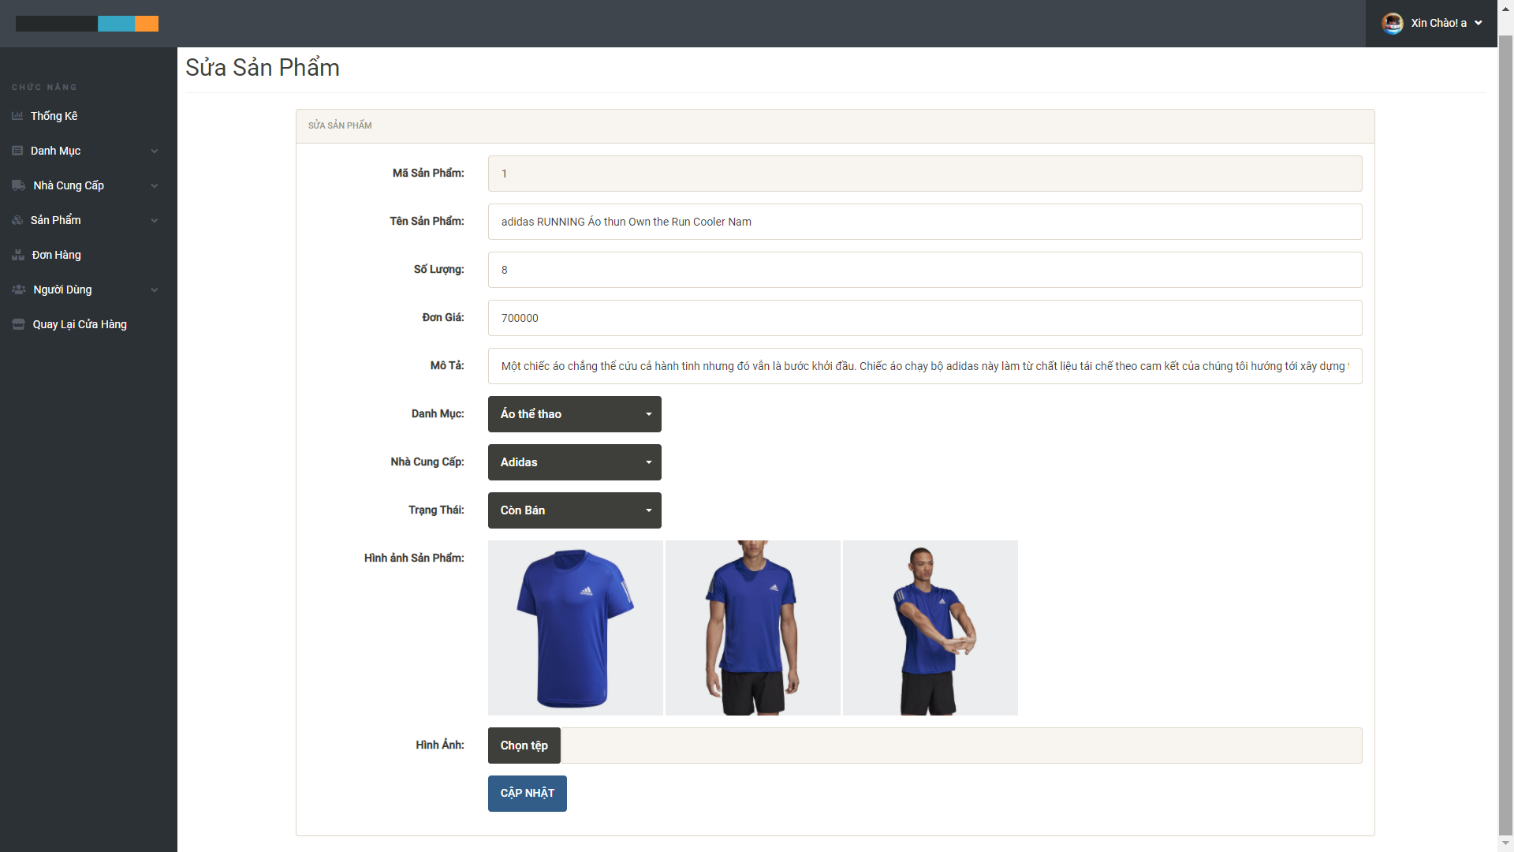 Xin Chào! a
Sửa Sản Phẩm
CHỨC NĂNG
Thống Kê
Danh Mục
Nhà Cung Cấp
Sản Phẩm
Đơn Hàng
Người Dùng
Quay Lại Cửa Hàng
SỬA SẢN PHẨM
Mã Sản Phẩm: 1
Tên Sản Phẩm: adidas RUNNING Áo thun Own the Run Cooler Nam
Số Lượng: 8
Đơn Giá: 700000
Mô Tả: Một chiếc áo chẳng thể cứu cả hành tinh nhưng đó vẫn là bước khởi đầu. Chiếc áo chạy bộ adidas này làm từ chất liệu tái chế theo cam kết của chúng tôi hướng tới xây dựng
Danh Mục: Áo thể thao
Nhà Cung Cấp: Adidas
Trạng Thái: Còn Bán
Hình ảnh Sản Phẩm:
Hình Ảnh: Chọn tệp
CẬP NHẬT